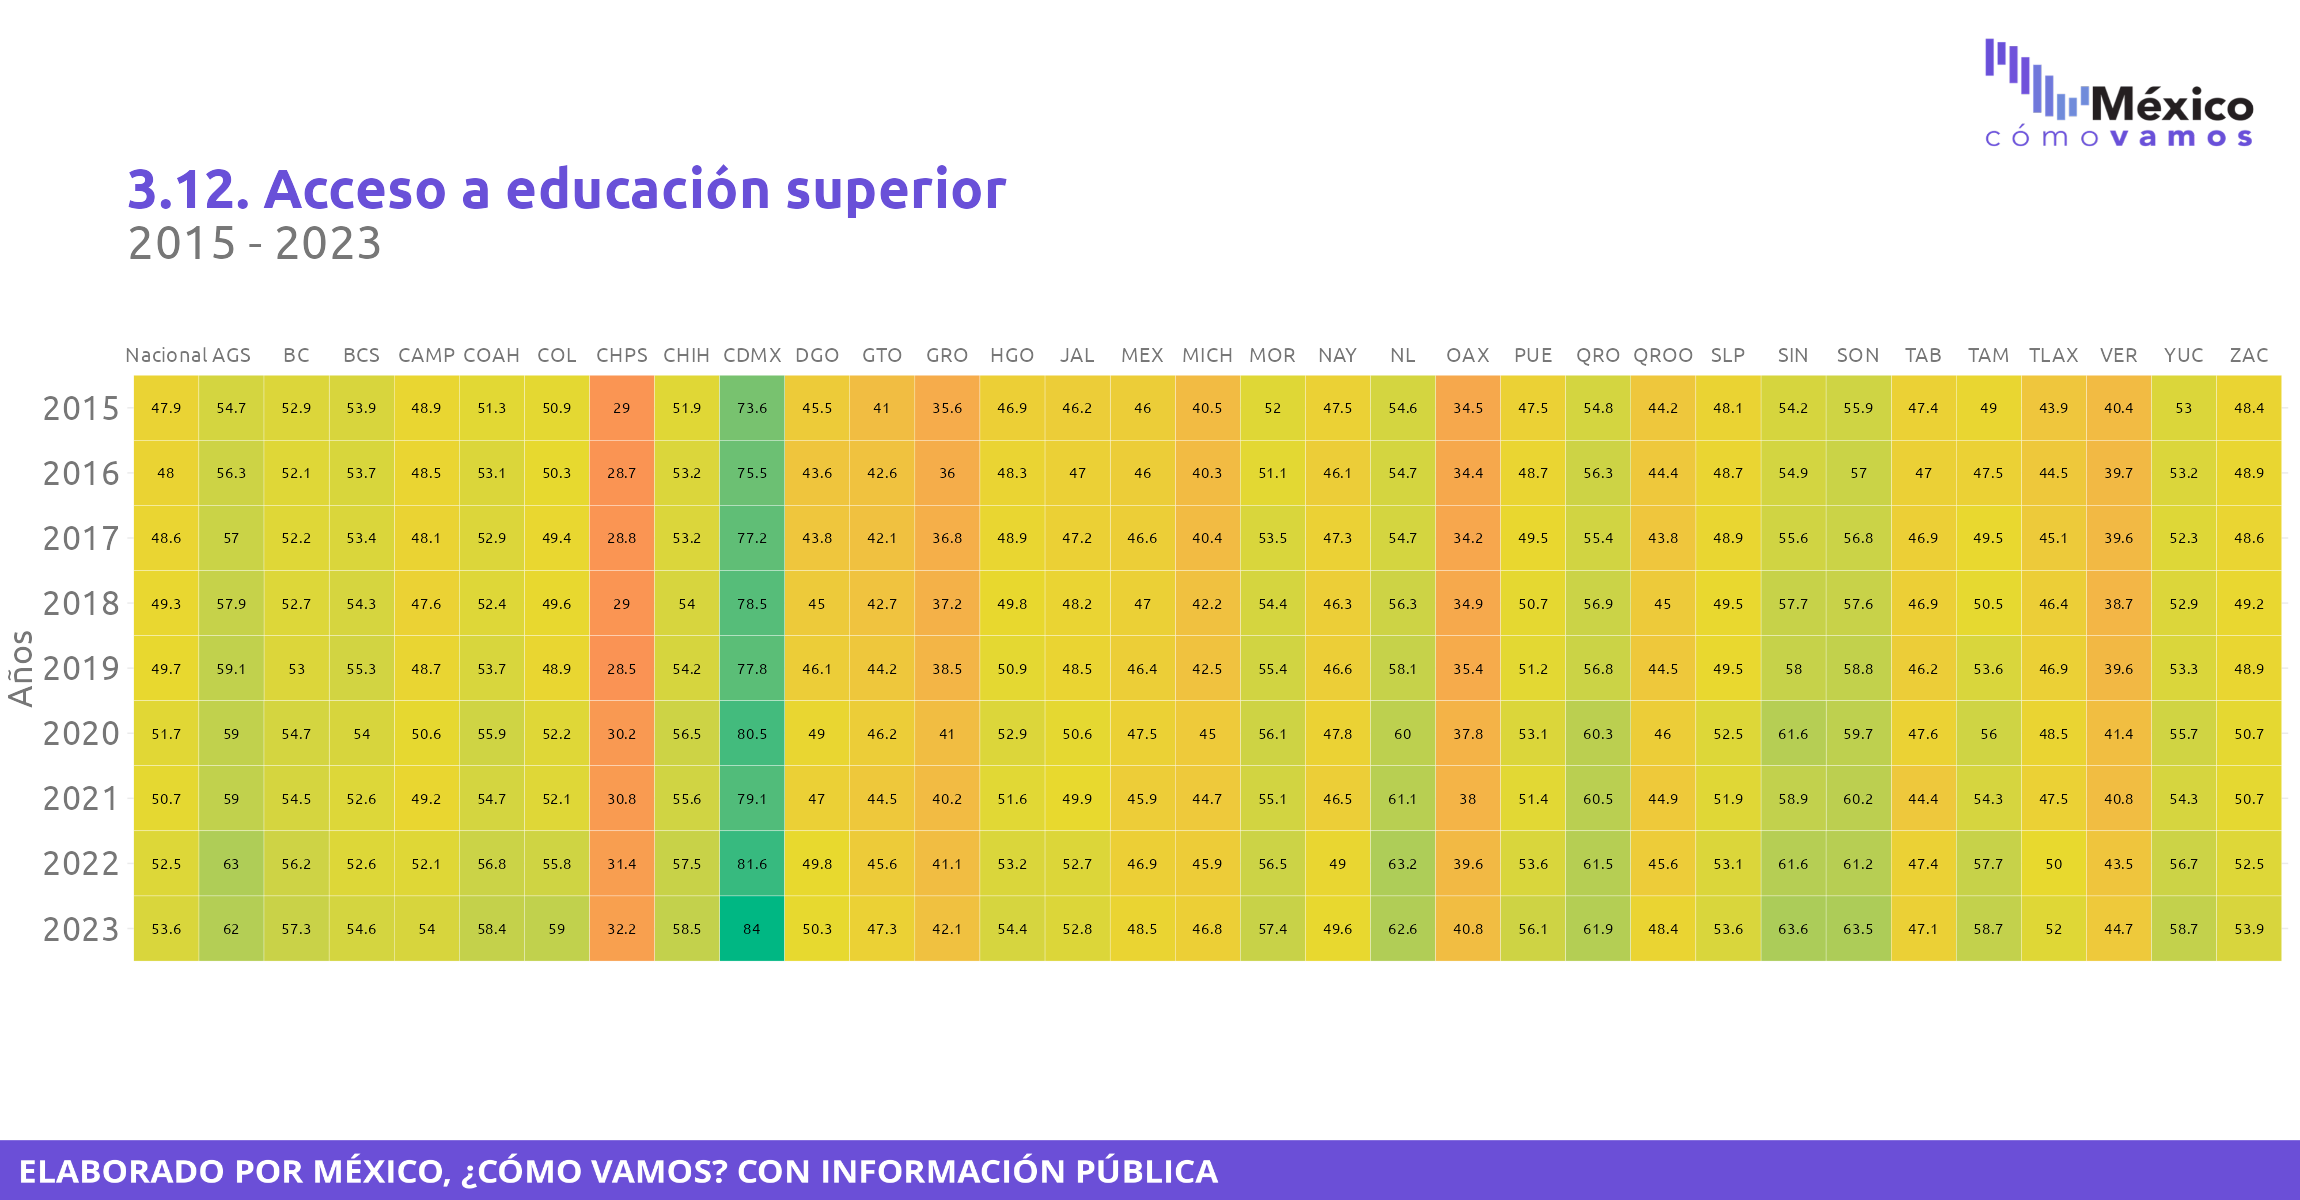 México
cómovamos
3.12. Acceso a educación superior
2015 - 2023
Nacional AGS BC BCS CAMP COAH COL CHPS CHIH CDMX DGO GTO GRO HGO JAL MEX MICH MOR NAY NL OAX PUE QRO QROO SLP SIN SON TAB TAM TLAX VER YUC ZAC
2015 47.9 54.7 52.9 53.9 48.9 51.3 50.9 29 51.9 73.6 45.5 41 35.6 46.9 46.2 46 40.5 52 47.5 54.6 34.5 47.5 54.8 44.2 48.1 54.2 55.9 47.4 49 43.9 40.4 53 48.4
2016 48 56.3 52.1 53.7 48.5 53.1 50.3 28.7 53.2 75.5 43.6 42.6 36 48.3 47 46 40.3 51.1 46.1 54.7 34.4 48.7 56.3 44.4 48.7 54.9 57 47 47.5 44.5 39.7 53.2 48.9
2017 48.6 57 52.2 53.4 48.1 52.9 49.4 28.8 53.2 77.2 43.8 42.1 36.8 48.9 47.2 46.6 40.4 53.5 47.3 54.7 34.2 49.5 55.4 43.8 48.9 55.6 56.8 46.9 49.5 45.1 39.6 52.3 48.6
2018 49.3 57.9 52.7 54.3 47.6 52.4 49.6 29 54 78.5 45 42.7 37.2 49.8 48.2 47 42.2 54.4 46.3 56.3 34.9 50.7 56.9 45 49.5 57.7 57.6 46.9 50.5 46.4 38.7 52.9 49.2
Años
2019 49.7 59.1 53 55.3 48.7 53.7 48.9 28.5 54.2 77.8 46.1 44.2 38.5 50.9 48.5 46.4 42.5 55.4 46.6 58.1 35.4 51.2 56.8 44.5 49.5 58 58.8 46.2 53.6 46.9 39.6 53.3 48.9
2020 51.7 59 54.7 54 50.6 55.9 52.2 30.2 56.5 80.5 49 46.2 41 52.9 50.6 47.5 45 56.1 47.8 60 37.8 53.1 60.3 46 52.5 61.6 59.7 47.6 56 48.5 41.4 55.7 50.7
2021 50.7 59 54.5 52.6 49.2 54.7 52.1 30.8 55.6 79.1 47 44.5 40.2 51.6 49.9 45.9 44.7 55.1 46.5 61.1 38 51.4 60.5 44.9 51.9 58.9 60.2 44.4 54.3 47.5 40.8 54.3 50.7
2022 52.5 63 56.2 52.6 52.1 56.8 55.8 31.4 57.5 81.6 49.8 45.6 41.1 53.2 52.7 46.9 45.9 56.5 49 63.2 39.6 53.6 61.5 45.6 53.1 61.6 61.2 47.4 57.7 50 43.5 56.7 52.5
2023 53.6 62 57.3 54.6 54 58.4 59 32.2 58.5 84 50.3 47.3 42.1 54.4 52.8 48.5 46.8 57.4 49.6 62.6 40.8 56.1 61.9 48.4 53.6 63.6 63.5 47.1 58.7 52 44.7 58.7 53.9
ELABORADO POR MÉXICO, ¿CÓMO VAMOS? CON INFORMACIÓN PÚBLICA